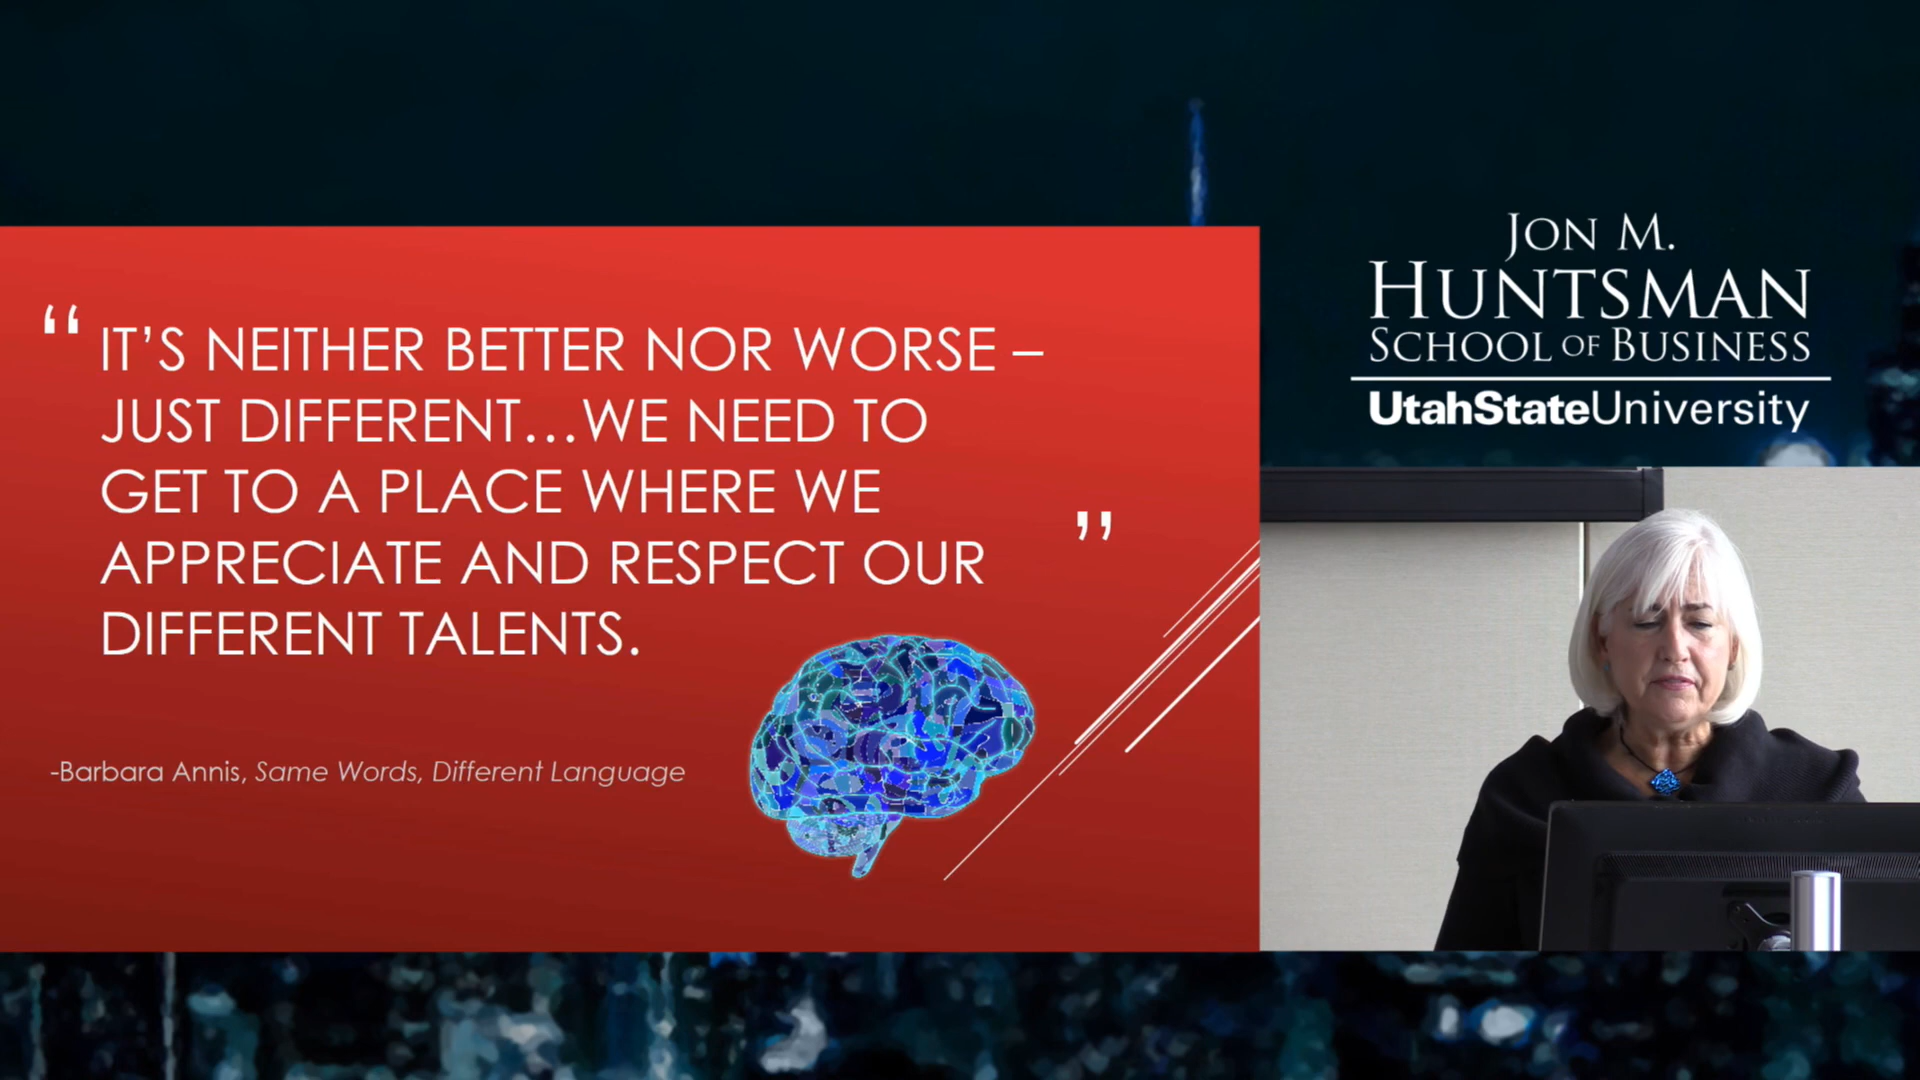 “ IT’S NEITHER BETTER NOR WORSE –
JUST DIFFERENT...WE NEED TO
GET TO A PLACE WHERE WE
APPRECIATE AND RESPECT OUR
DIFFERENT TALENTS. ”
-Barbara Annis, Same Words, Different Language
JON M.
HUNTSMAN
SCHOOL OF BUSINESS
UtahStateUniversity